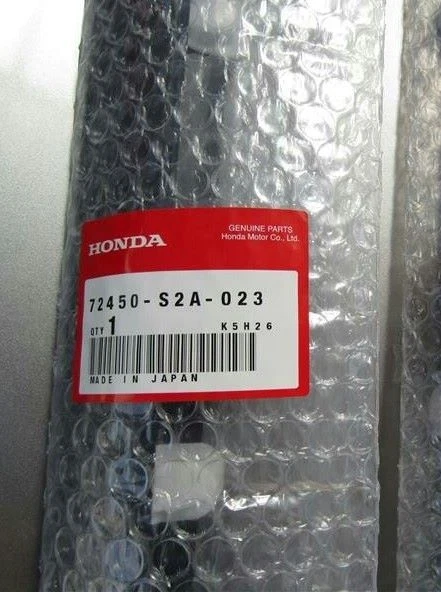 HONDA
GENUINE PARTS
Honda Motor Co., Ltd.
72450-S2A-023
QTY 1
K5H26
MADE IN JAPAN